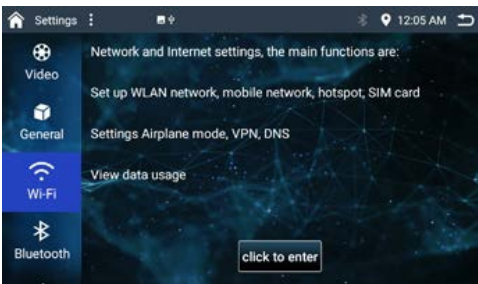 Settings
12:05 AM
Video
General
Wi-Fi
Bluetooth
Network and Internet settings, the main functions are:
Set up WLAN network, mobile network, hotspot, SIM card
Settings Airplane mode, VPN, DNS
View data usage
click to enter